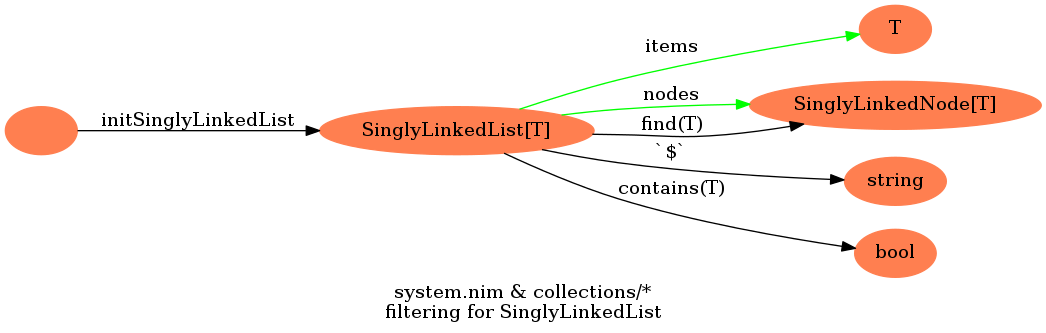 items
T
nodes
SinglyLinkedNode[T]
initSinglyLinkedList
SinglyLinkedList[T]
find(T)
`$`
string
contains(T)
bool
system.nim & collections/*
filtering for SinglyLinkedList